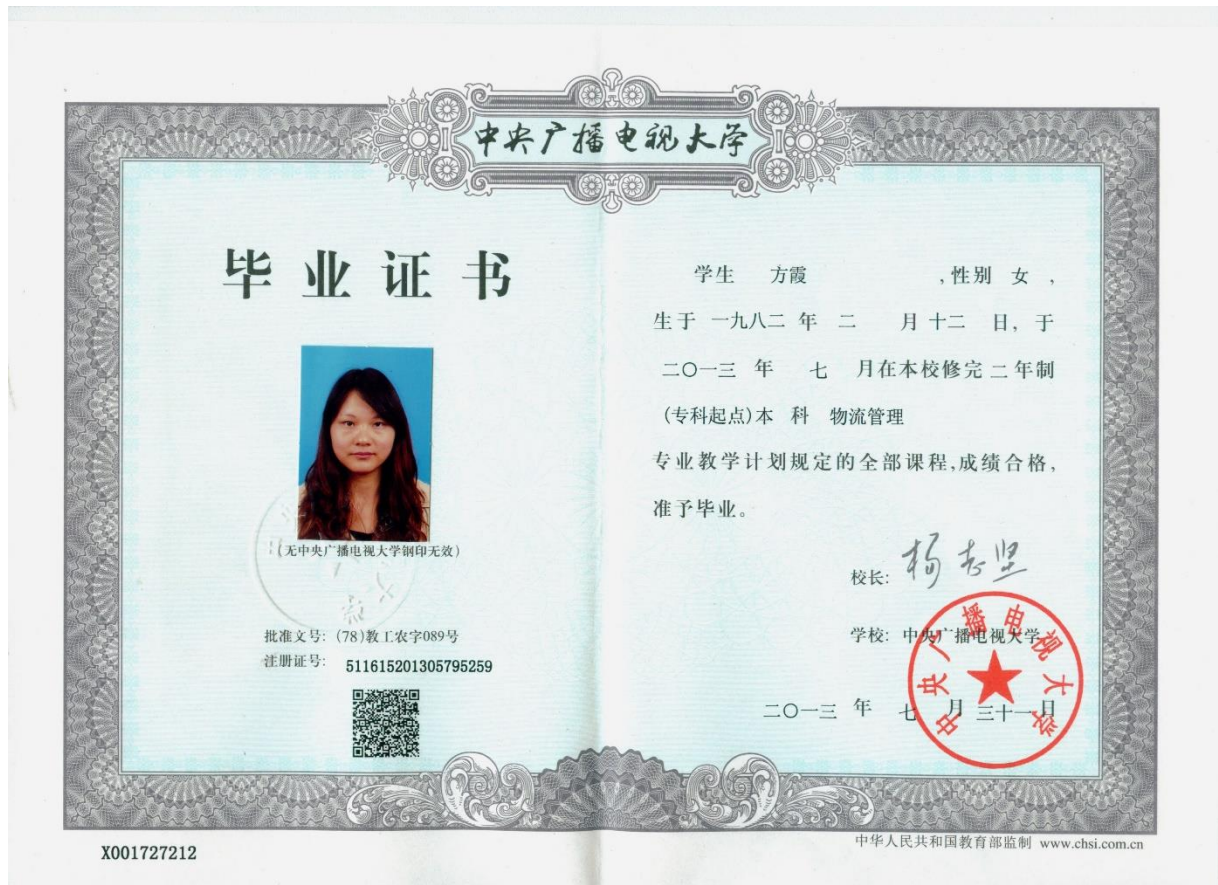 中央广播电视大学
毕业证书
(无中央广播电视大学钢印无效)
批准文号: (78)教工农字089号
注册证号: 511615201305795259
X001727212
学生 方霞 ,性别 女 ,
生于 一九八二 年 二 月 十二 日, 于
二〇一三 年 七 月在本校修完 二 年制
(专科起点)本 科 物流管理
专业教学计划规定的全部课程,成绩合格,
准予毕业。
校长: 杨志坚
学校: 中央广播电视大学
中央广播电视大学
二〇一三 年 七 月 三十一 日
中华人民共和国教育部监制 www.chsi.com.cn